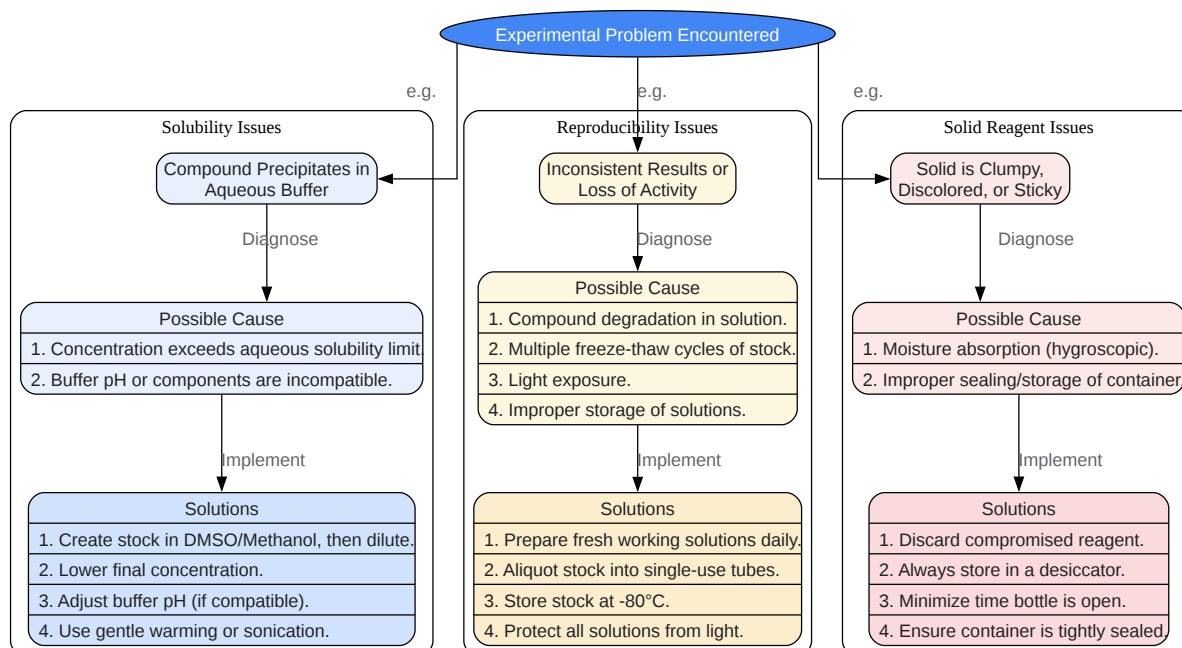 Experimental Problem Encountered
e.g.
e.g.
e.g.
Solubility Issues
Compound Precipitates in
Aqueous Buffer
Diagnose
Possible Cause
1. Concentration exceeds aqueous solubility limit.
2. Buffer pH or components are incompatible.
Implement
Solutions
1. Create stock in DMSO/Methanol, then dilute.
2. Lower final concentration.
3. Adjust buffer pH (if compatible).
4. Use gentle warming or sonication.
Reproducibility Issues
Inconsistent Results or
Loss of Activity
Diagnose
Possible Cause
1. Compound degradation in solution.
2. Multiple freeze-thaw cycles of stock.
3. Light exposure.
4. Improper storage of solutions.
Implement
Solutions
1. Prepare fresh working solutions daily.
2. Aliquot stock into single-use tubes.
3. Store stock at -80°C.
4. Protect all solutions from light.
Solid Reagent Issues
Solid is Clumpy,
Discolored, or Sticky
Diagnose
Possible Cause
1. Moisture absorption (hygroscopic).
2. Improper sealing/storage of container.
Implement
Solutions
1. Discard compromised reagent.
2. Always store in a desiccator.
3. Minimize time bottle is open.
4. Ensure container is tightly sealed.